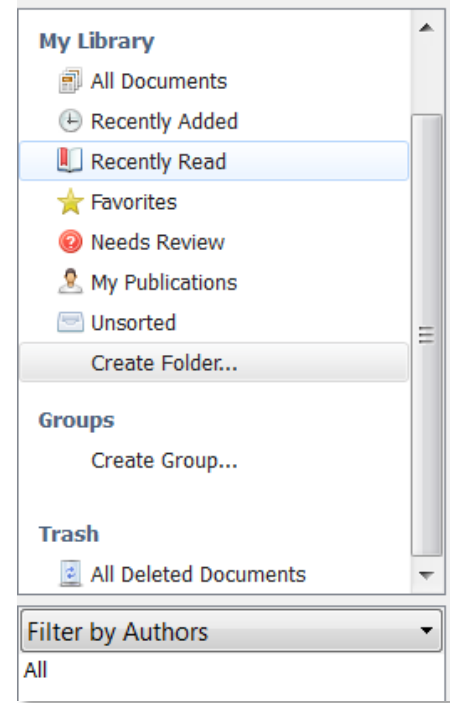 My Library
All Documents
Recently Added
Recently Read
Favorites
Needs Review
My Publications
Unsorted
Create Folder...
Groups
Create Group...
Trash
All Deleted Documents
Filter by Authors
All